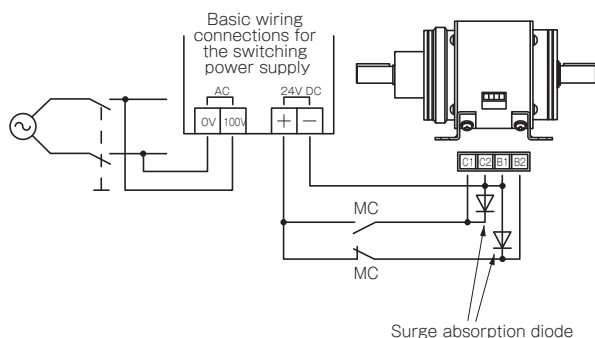 Basic wiring
connections for
the switching
power supply
AC
24V DC
0V 100V + −
C1 C2 B1 B2
MC
MC
Surge absorption diode